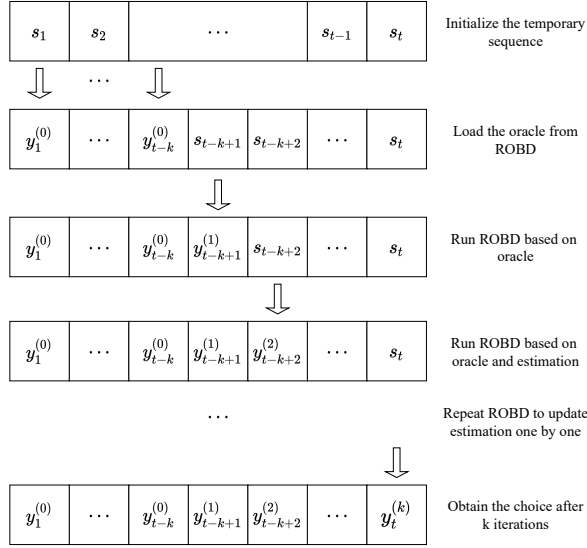 s_1 s_2 ⋯ s_{t−1} s_t
Initialize the temporary
sequence
⋯
y_1^{(0)} ⋯ y_{t−k}^{(0)} s_{t−k+1} s_{t−k+2} ⋯ s_t
Load the oracle from
ROBD
y_1^{(0)} ⋯ y_{t−k}^{(0)} y_{t−k+1}^{(1)} s_{t−k+2} ⋯ s_t
Run ROBD based on
oracle
y_1^{(0)} ⋯ y_{t−k}^{(0)} y_{t−k+1}^{(1)} y_{t−k+2}^{(2)} ⋯ s_t
Run ROBD based on
oracle and estimation
⋯
Repeat ROBD to update
estimation one by one
y_1^{(0)} ⋯ y_{t−k}^{(0)} y_{t−k+1}^{(1)} y_{t−k+2}^{(2)} ⋯ y_t^{(k)}
Obtain the choice after
k iterations